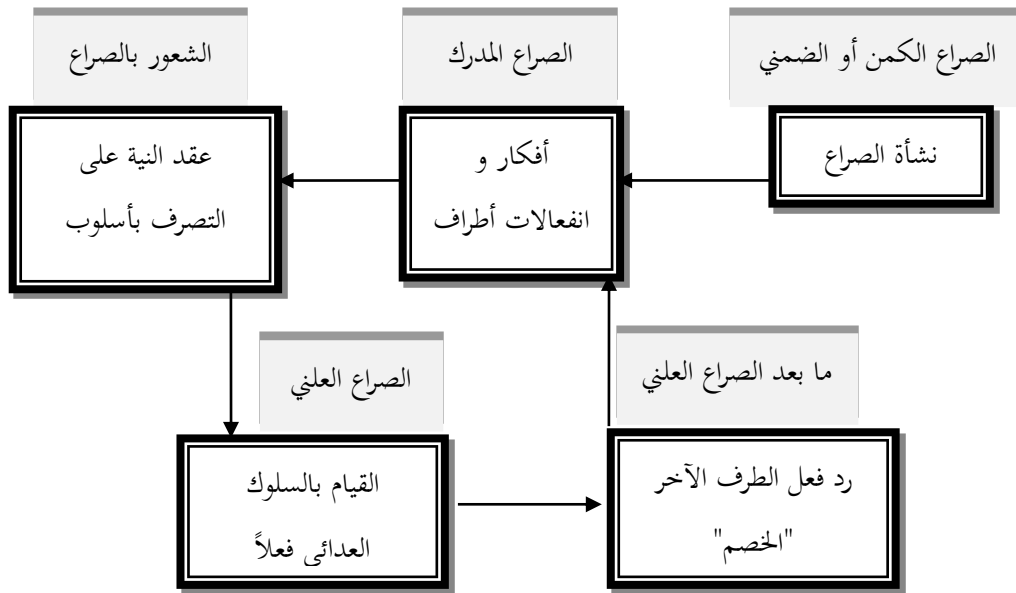 الصراع الكمن أو الضمني
نشأة الصراع
الصراع المدرك
أفكار و
انفعالات أطراف
الشعور بالصراع
عقد النية على
التصرف بأسلوب
الصراع العلني
القيام بالسلوك
العدائي فعلاً
ما بعد الصراع العلني
رد فعل الطرف الآخر
"الخصم"